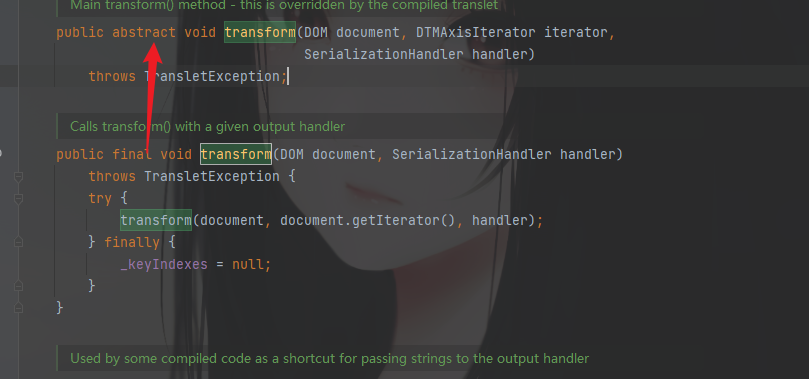 Main transform() method - this is overridden by the compiled translet
public abstract void transform(DOM document, DTMAxisIterator iterator,
SerializationHandler handler)
throws TransletException;
Calls transform() with a given output handler
public final void transform(DOM document, SerializationHandler handler)
throws TransletException {
try {
transform(document, document.getIterator(), handler);
} finally {
_keyIndexes = null;
}
}
Used by some compiled code as a shortcut for passing strings to the output handler